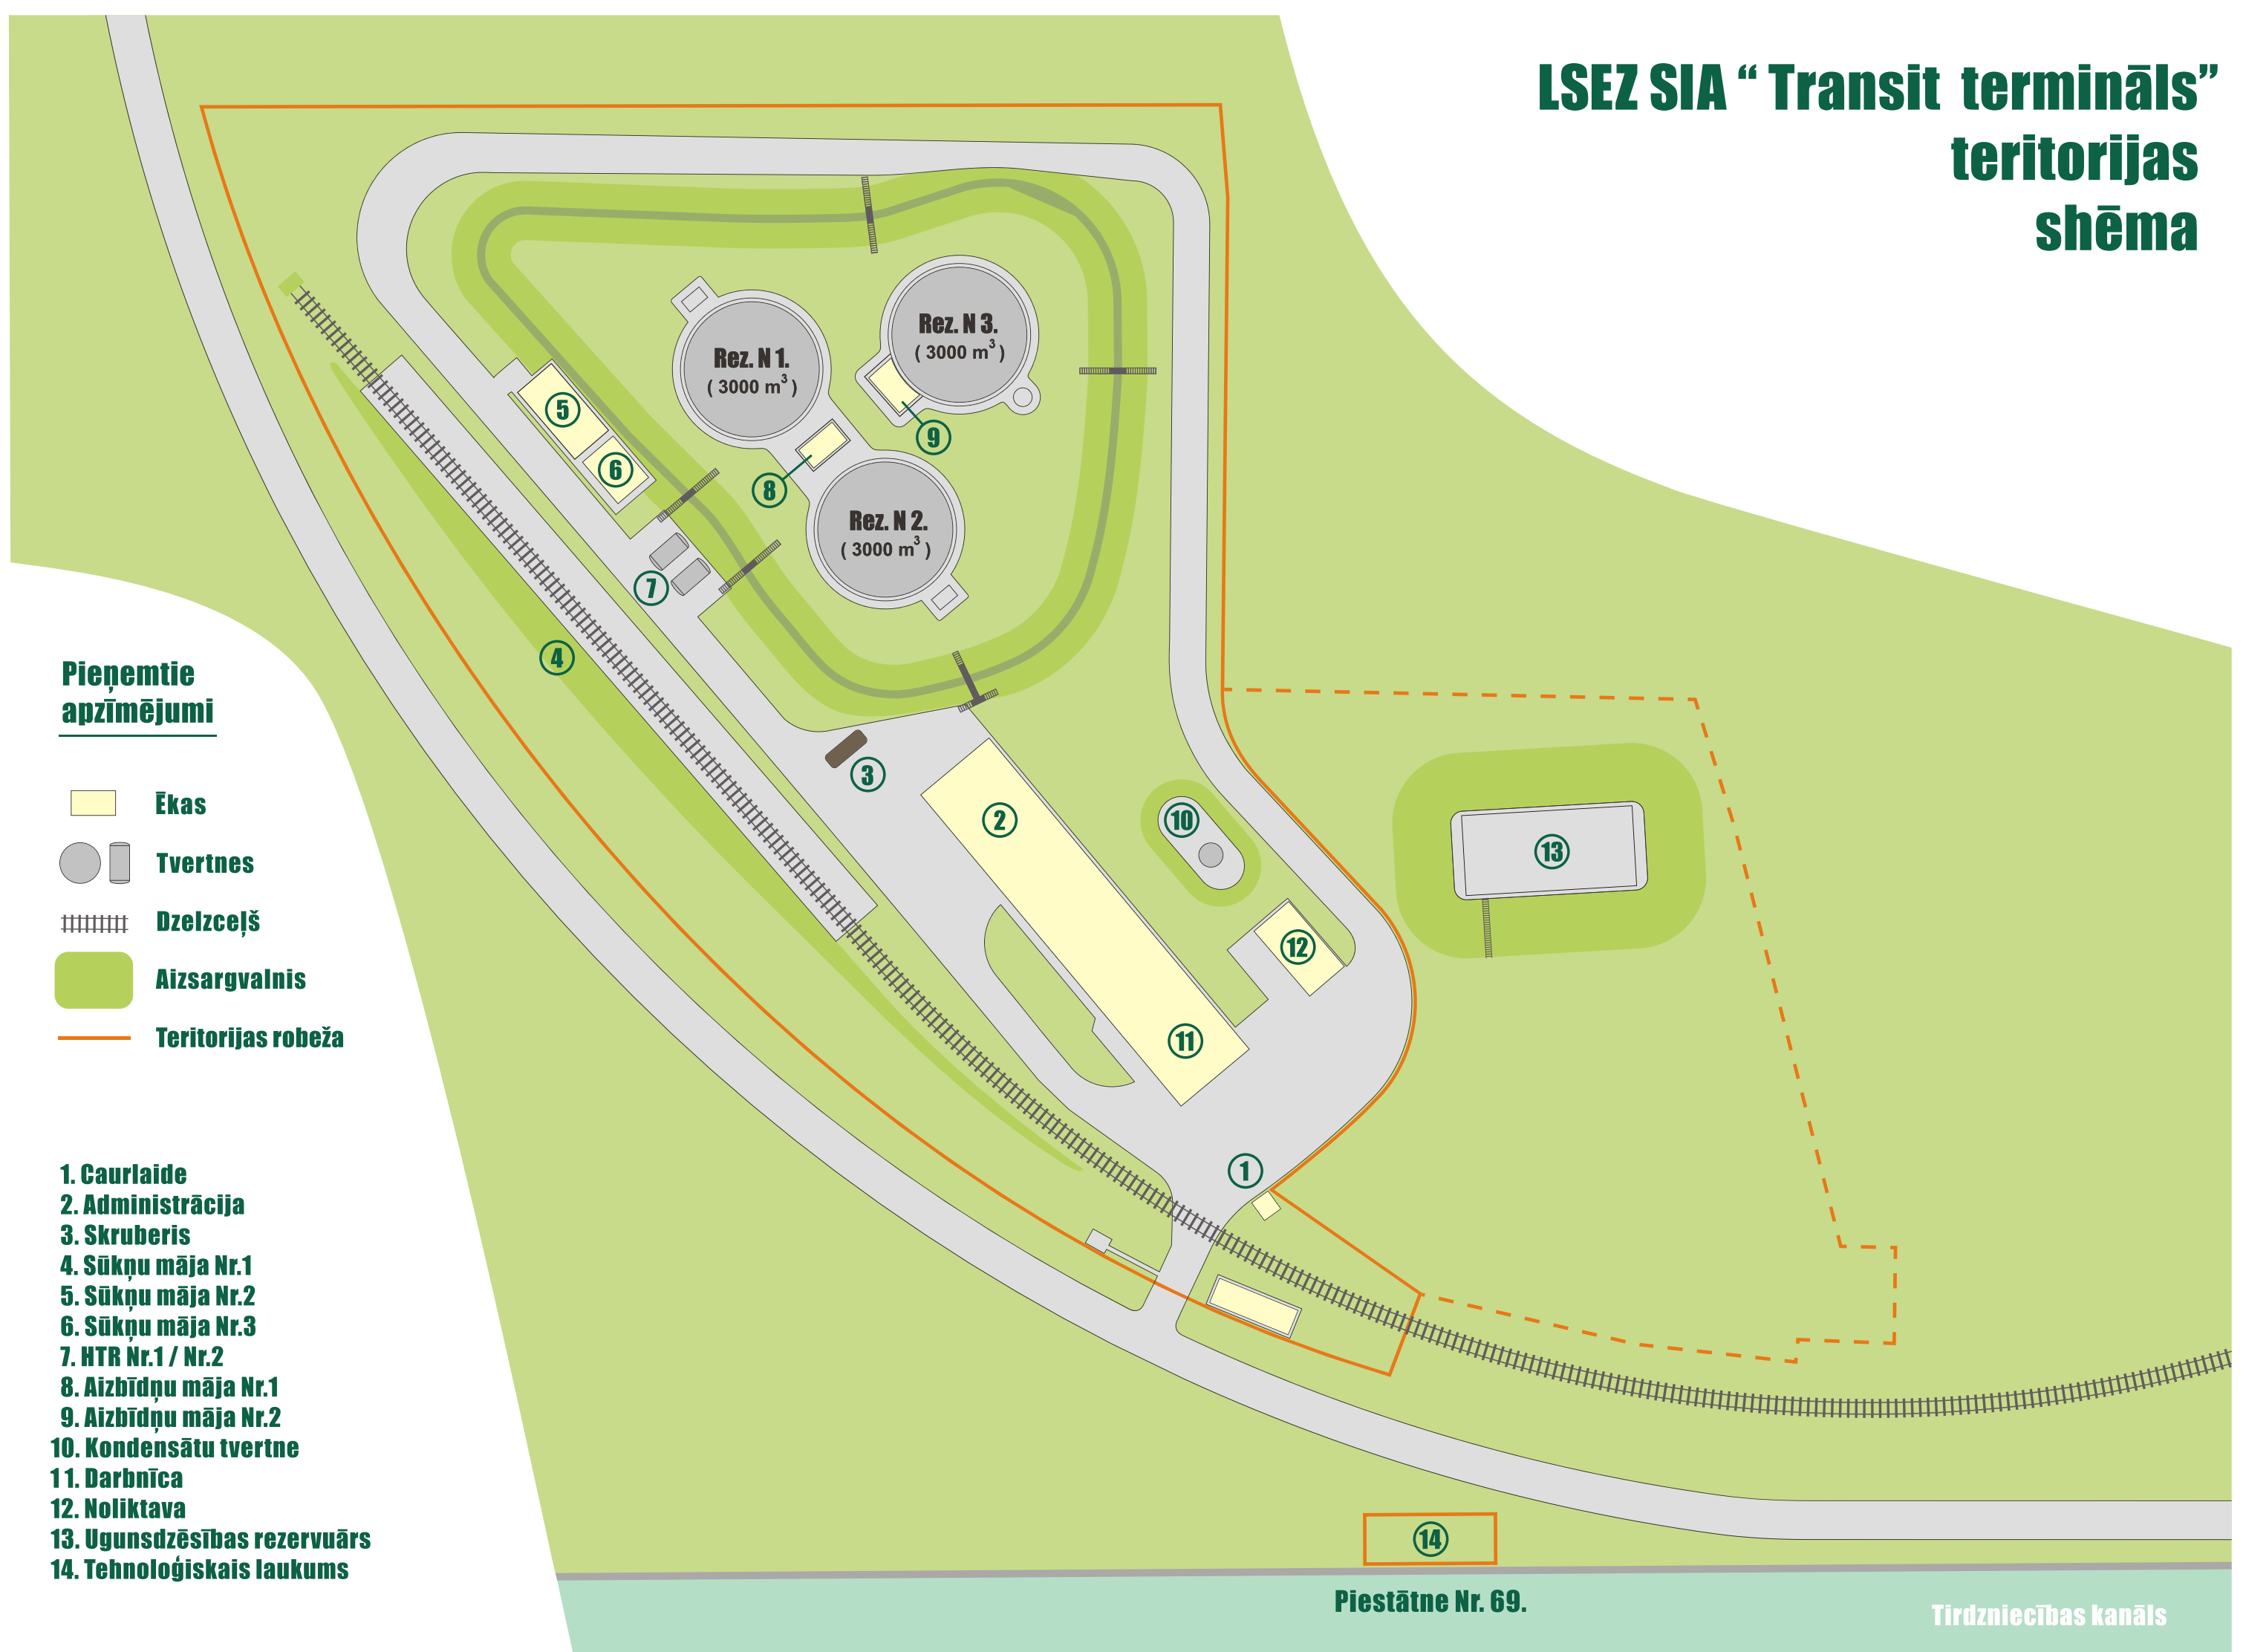 LSEZ SIA “ Transit termināls”
teritorijas
shēma
Rez. N 3.
( 3000 m³ )
Rez. N 1.
( 3000 m³ )
Rez. N 2.
( 3000 m³ )
5
6
9
8
7
4
3
2
10
13
12
11
1
14
Pieņemtie
apzīmējumi
Ēkas
Tvertnes
Dzelzceļš
Aizsargvalnis
Teritorijas robeža
1. Caurlaide
2. Administrācija
3. Skruberis
4. Sūkņu māja Nr.1
5. Sūkņu māja Nr.2
6. Sūkņu māja Nr.3
7. HTR Nr.1 / Nr.2
8. Aizbīdņu māja Nr.1
9. Aizbīdņu māja Nr.2
10. Kondensātu tvertne
11. Darbnīca
12. Noliktava
13. Ugunsdzēsības rezervuārs
14. Tehnoloģiskais laukums
Piestātne Nr. 69.
Tirdzniecības kanāls